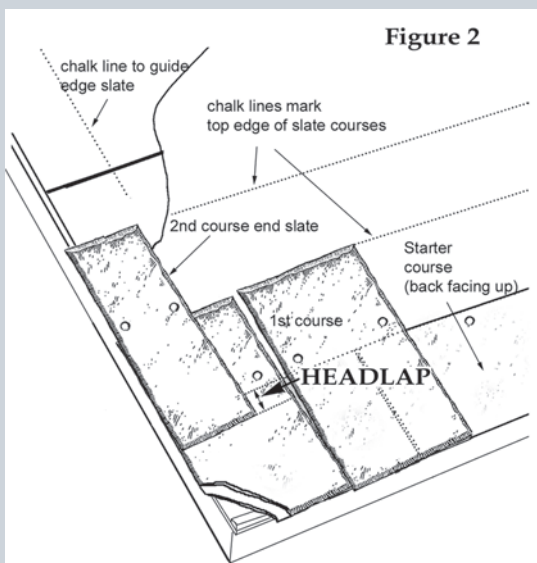 Figure 2
chalk line to guide
edge slate
chalk lines mark
top edge of slate courses
2nd course end slate
Starter
course
(back facing up)
1st course
HEADLAP